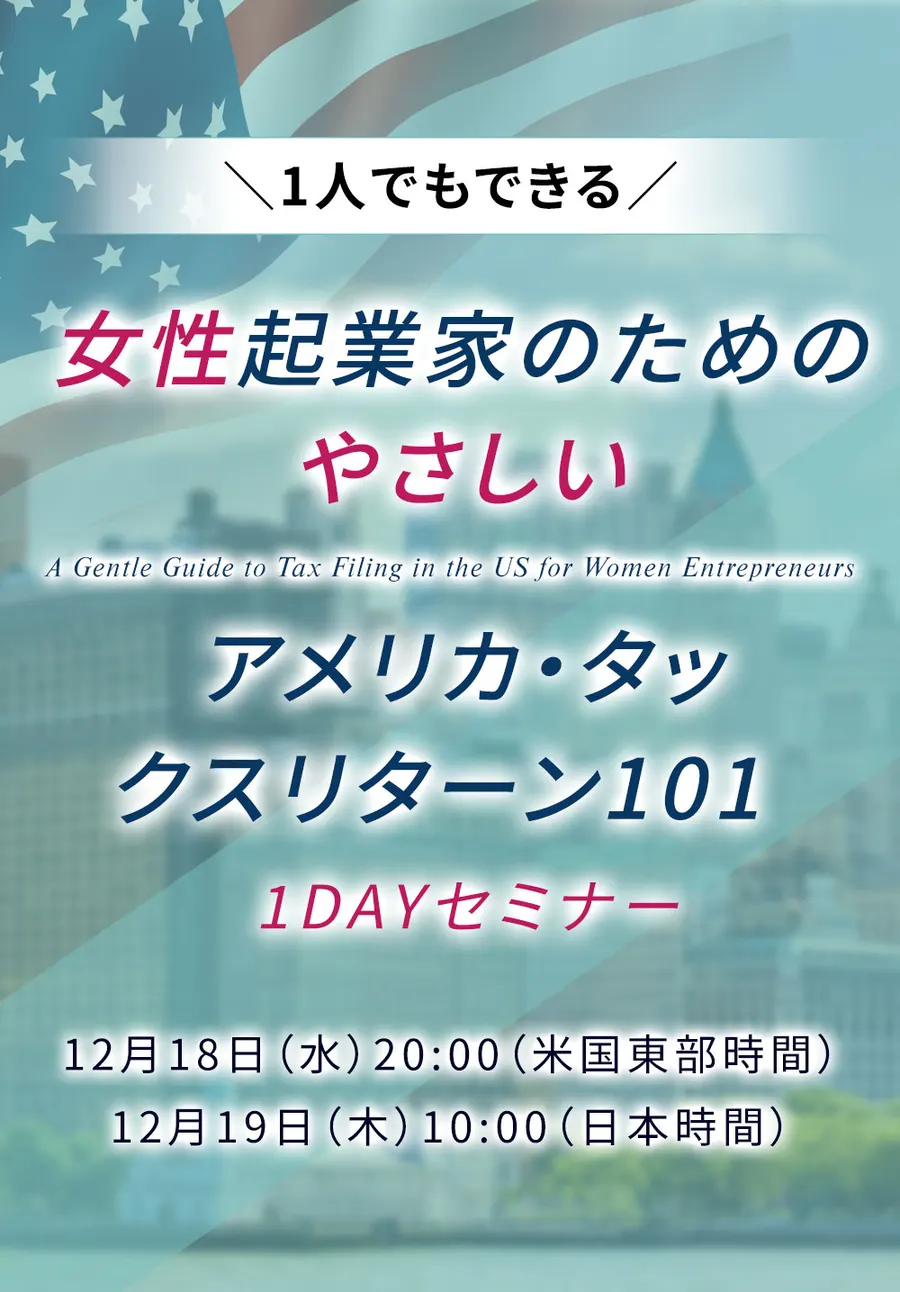 ＼1人でもできる／
女性起業家のための
やさしい
A Gentle Guide to Tax Filing in the US for Women Entrepreneurs
アメリカ・タッ
クスリターン101
1DAYセミナー
12月18日（水）20:00（米国東部時間）
12月19日（木）10:00（日本時間）